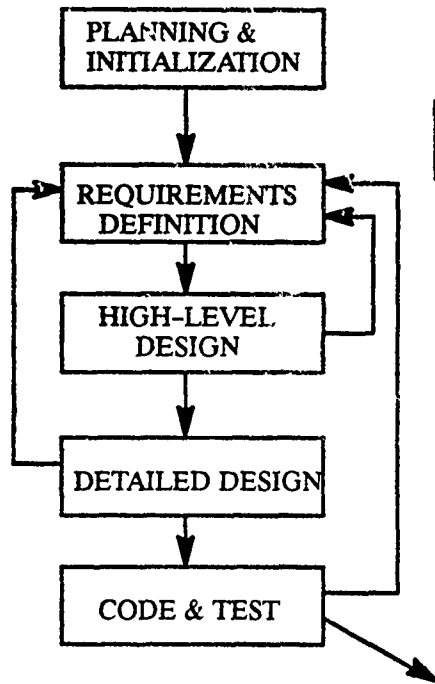 PLANNING &
INITIALIZATION
REQUIREMENTS
DEFINITION
HIGH-LEVEL
DESIGN
DETAILED DESIGN
CODE & TEST